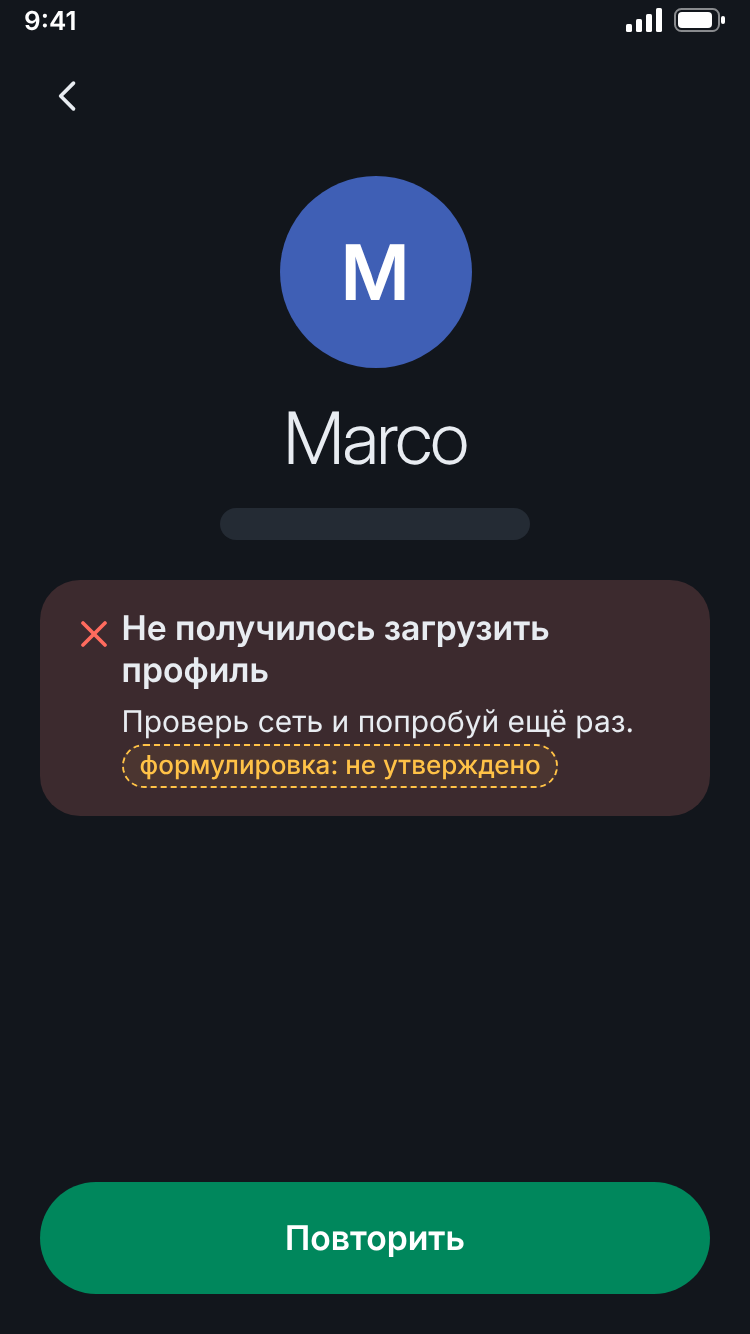 9:41
M
Marco
Не получилось загрузить
профиль
Проверь сеть и попробуй ещё раз.
формулировка: не утверждено
Повторить